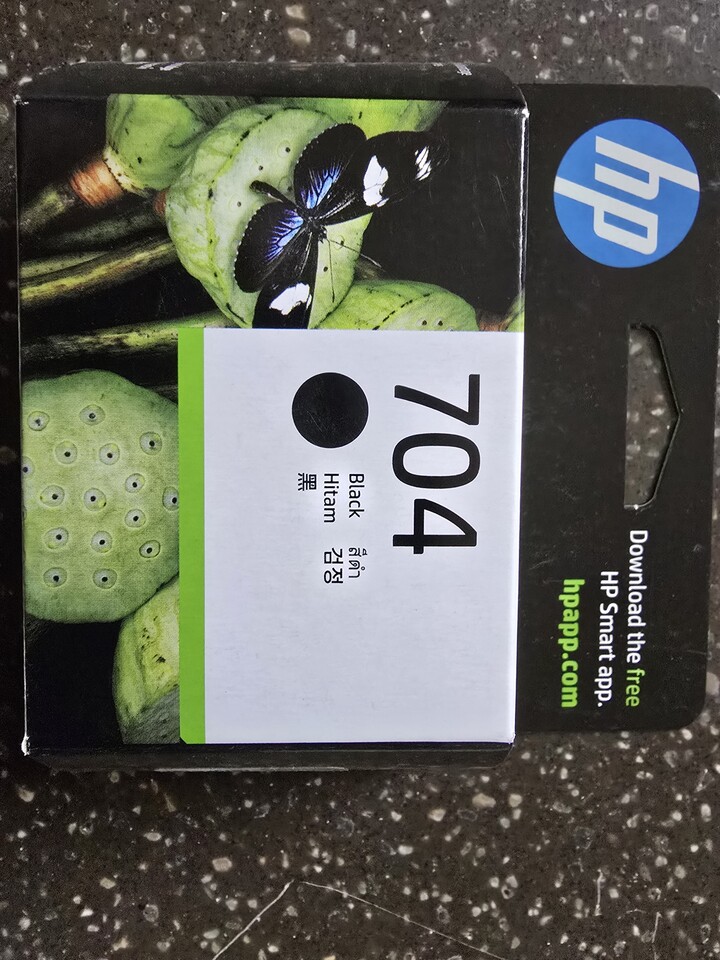 hp
Download the free
HP Smart app.
hpapp.com
704
Black สีดำ
Hitam 검정
黑